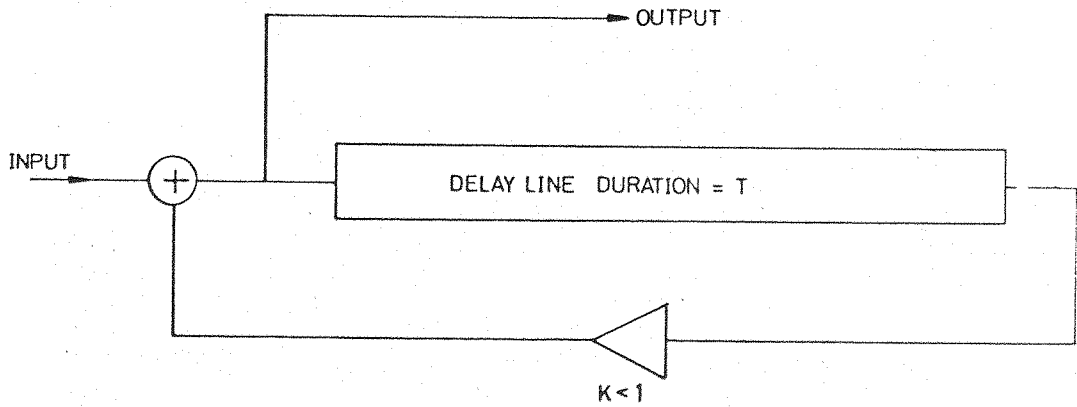 OUTPUT
INPUT
+
DELAY LINE DURATION = T
K<1